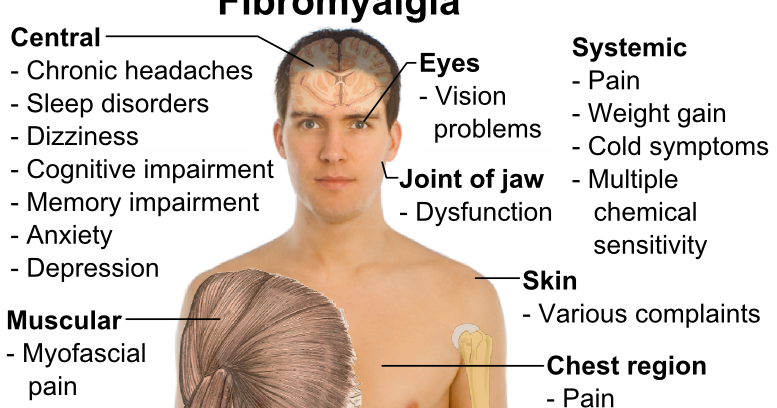 Fibromyalgia
Central
- Chronic headaches
- Sleep disorders
- Dizziness
- Cognitive impairment
- Memory impairment
- Anxiety
- Depression
Eyes
- Vision
problems
Joint of jaw
- Dysfunction
Systemic
- Pain
- Weight gain
- Cold symptoms
- Multiple
chemical
sensitivity
Skin
- Various complaints
Muscular
- Myofascial
pain
Chest region
- Pain